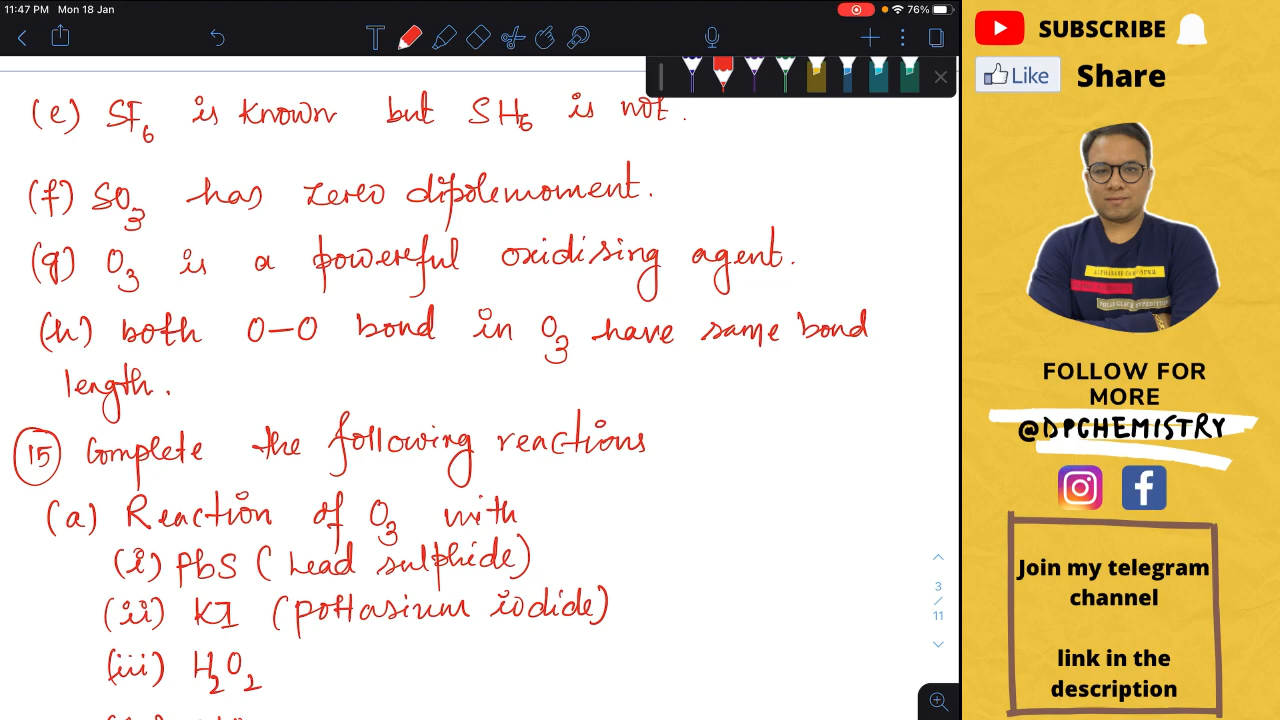 11:47 PM Mon 18 Jan
76%
(e) SF6 is known but SH6 is not.
(f) SO3 has zero dipolemoment.
(g) O3 is a powerful oxidising agent.
(h) both O-O bond in O3 have same bond
length.
15 Complete the following reactions
(a) Reaction of O3 with
(i) PbS (Lead sulphide)
(ii) KI (pottasium iodide)
(iii) H2O2
3
/
11
SUBSCRIBE
Like Share
FOLLOW FOR
MORE
@DPCHEMISTRY
Join my telegram
channel
link in the
description